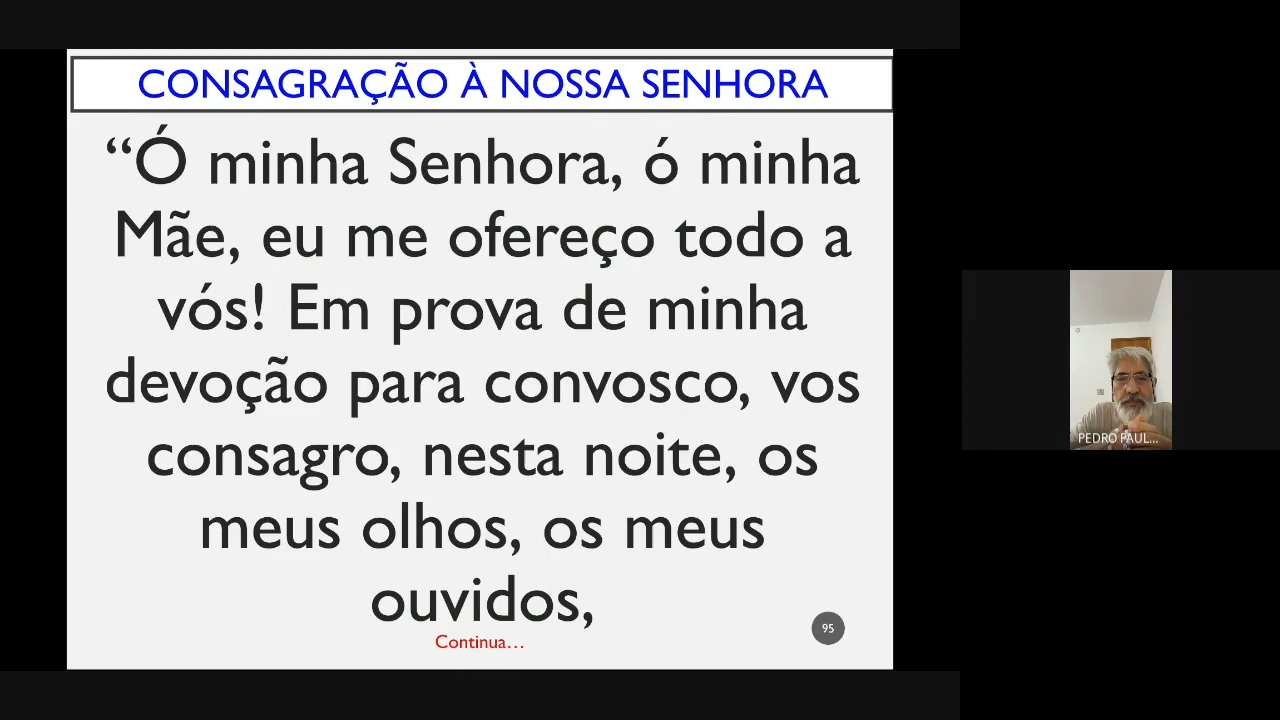 CONSAGRAÇÃO À NOSSA SENHORA
“Ó minha Senhora, ó minha
Mãe, eu me ofereço todo a
vós! Em prova de minha
devoção para convosco, vos
consagro, nesta noite, os
meus olhos, os meus
ouvidos,
Continua...
95
PEDRO PAUL...